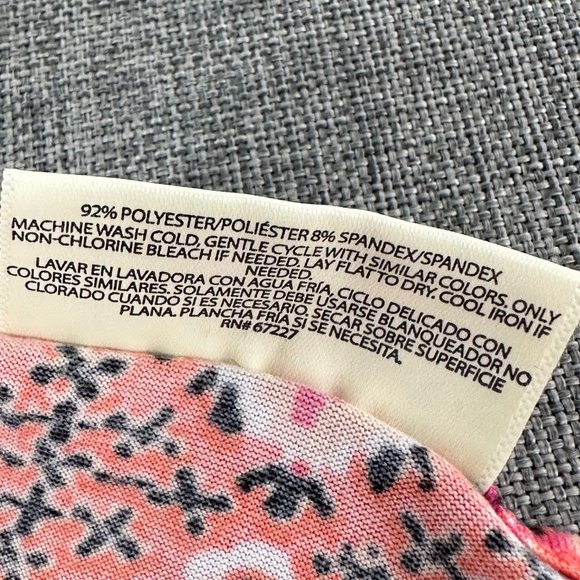 92% POLYESTER/POLIÉSTER 8% SPANDEX/SPANDEX
MACHINE WASH COLD, GENTLE CYCLE WITH SIMILAR COLORS, ONLY
NON-CHLORINE BLEACH IF NEEDED, LAY FLAT TO DRY. COOL IRON IF
NEEDED.
LAVAR EN LAVADORA CON AGUA FRÍA, CICLO DELICADO CON
COLORES SIMILARES. SOLAMENTE DEBE USARSE BLANQUEADOR NO
CLORADO CUANDO SI ES NECESARIO. SECAR SOBRE SUPERFICIE
PLANA. PLANCHA FRÍA, SI SE NECESITA.
RN# 67227